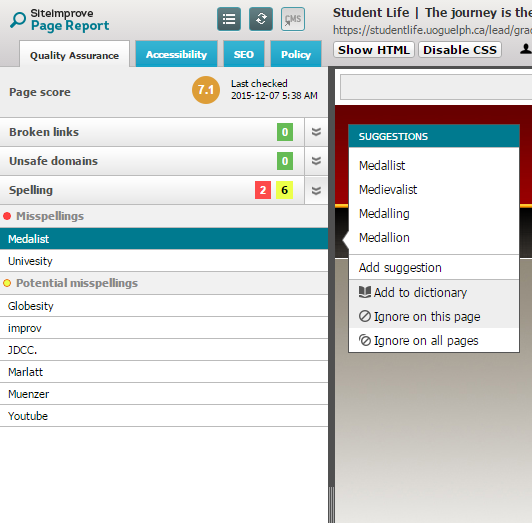 Siteimprove
Page Report
CMS
Student Life | The journey is the
https://studentlife.uoguelph.ca/lead/grad
Show HTML Disable CSS
Quality Assurance Accessibility SEO Policy
Page score 7.1 Last checked
2015-12-07 5:38 AM
Broken links 0
Unsafe domains 0
Spelling 2 6
Misspellings
Medalist
Univesity
Potential misspellings
Globesity
improv
JDCC.
Marlatt
Muenzer
Youtube
SUGGESTIONS
Medallist
Medievalist
Medalling
Medallion
Add suggestion
Add to dictionary
Ignore on this page
Ignore on all pages